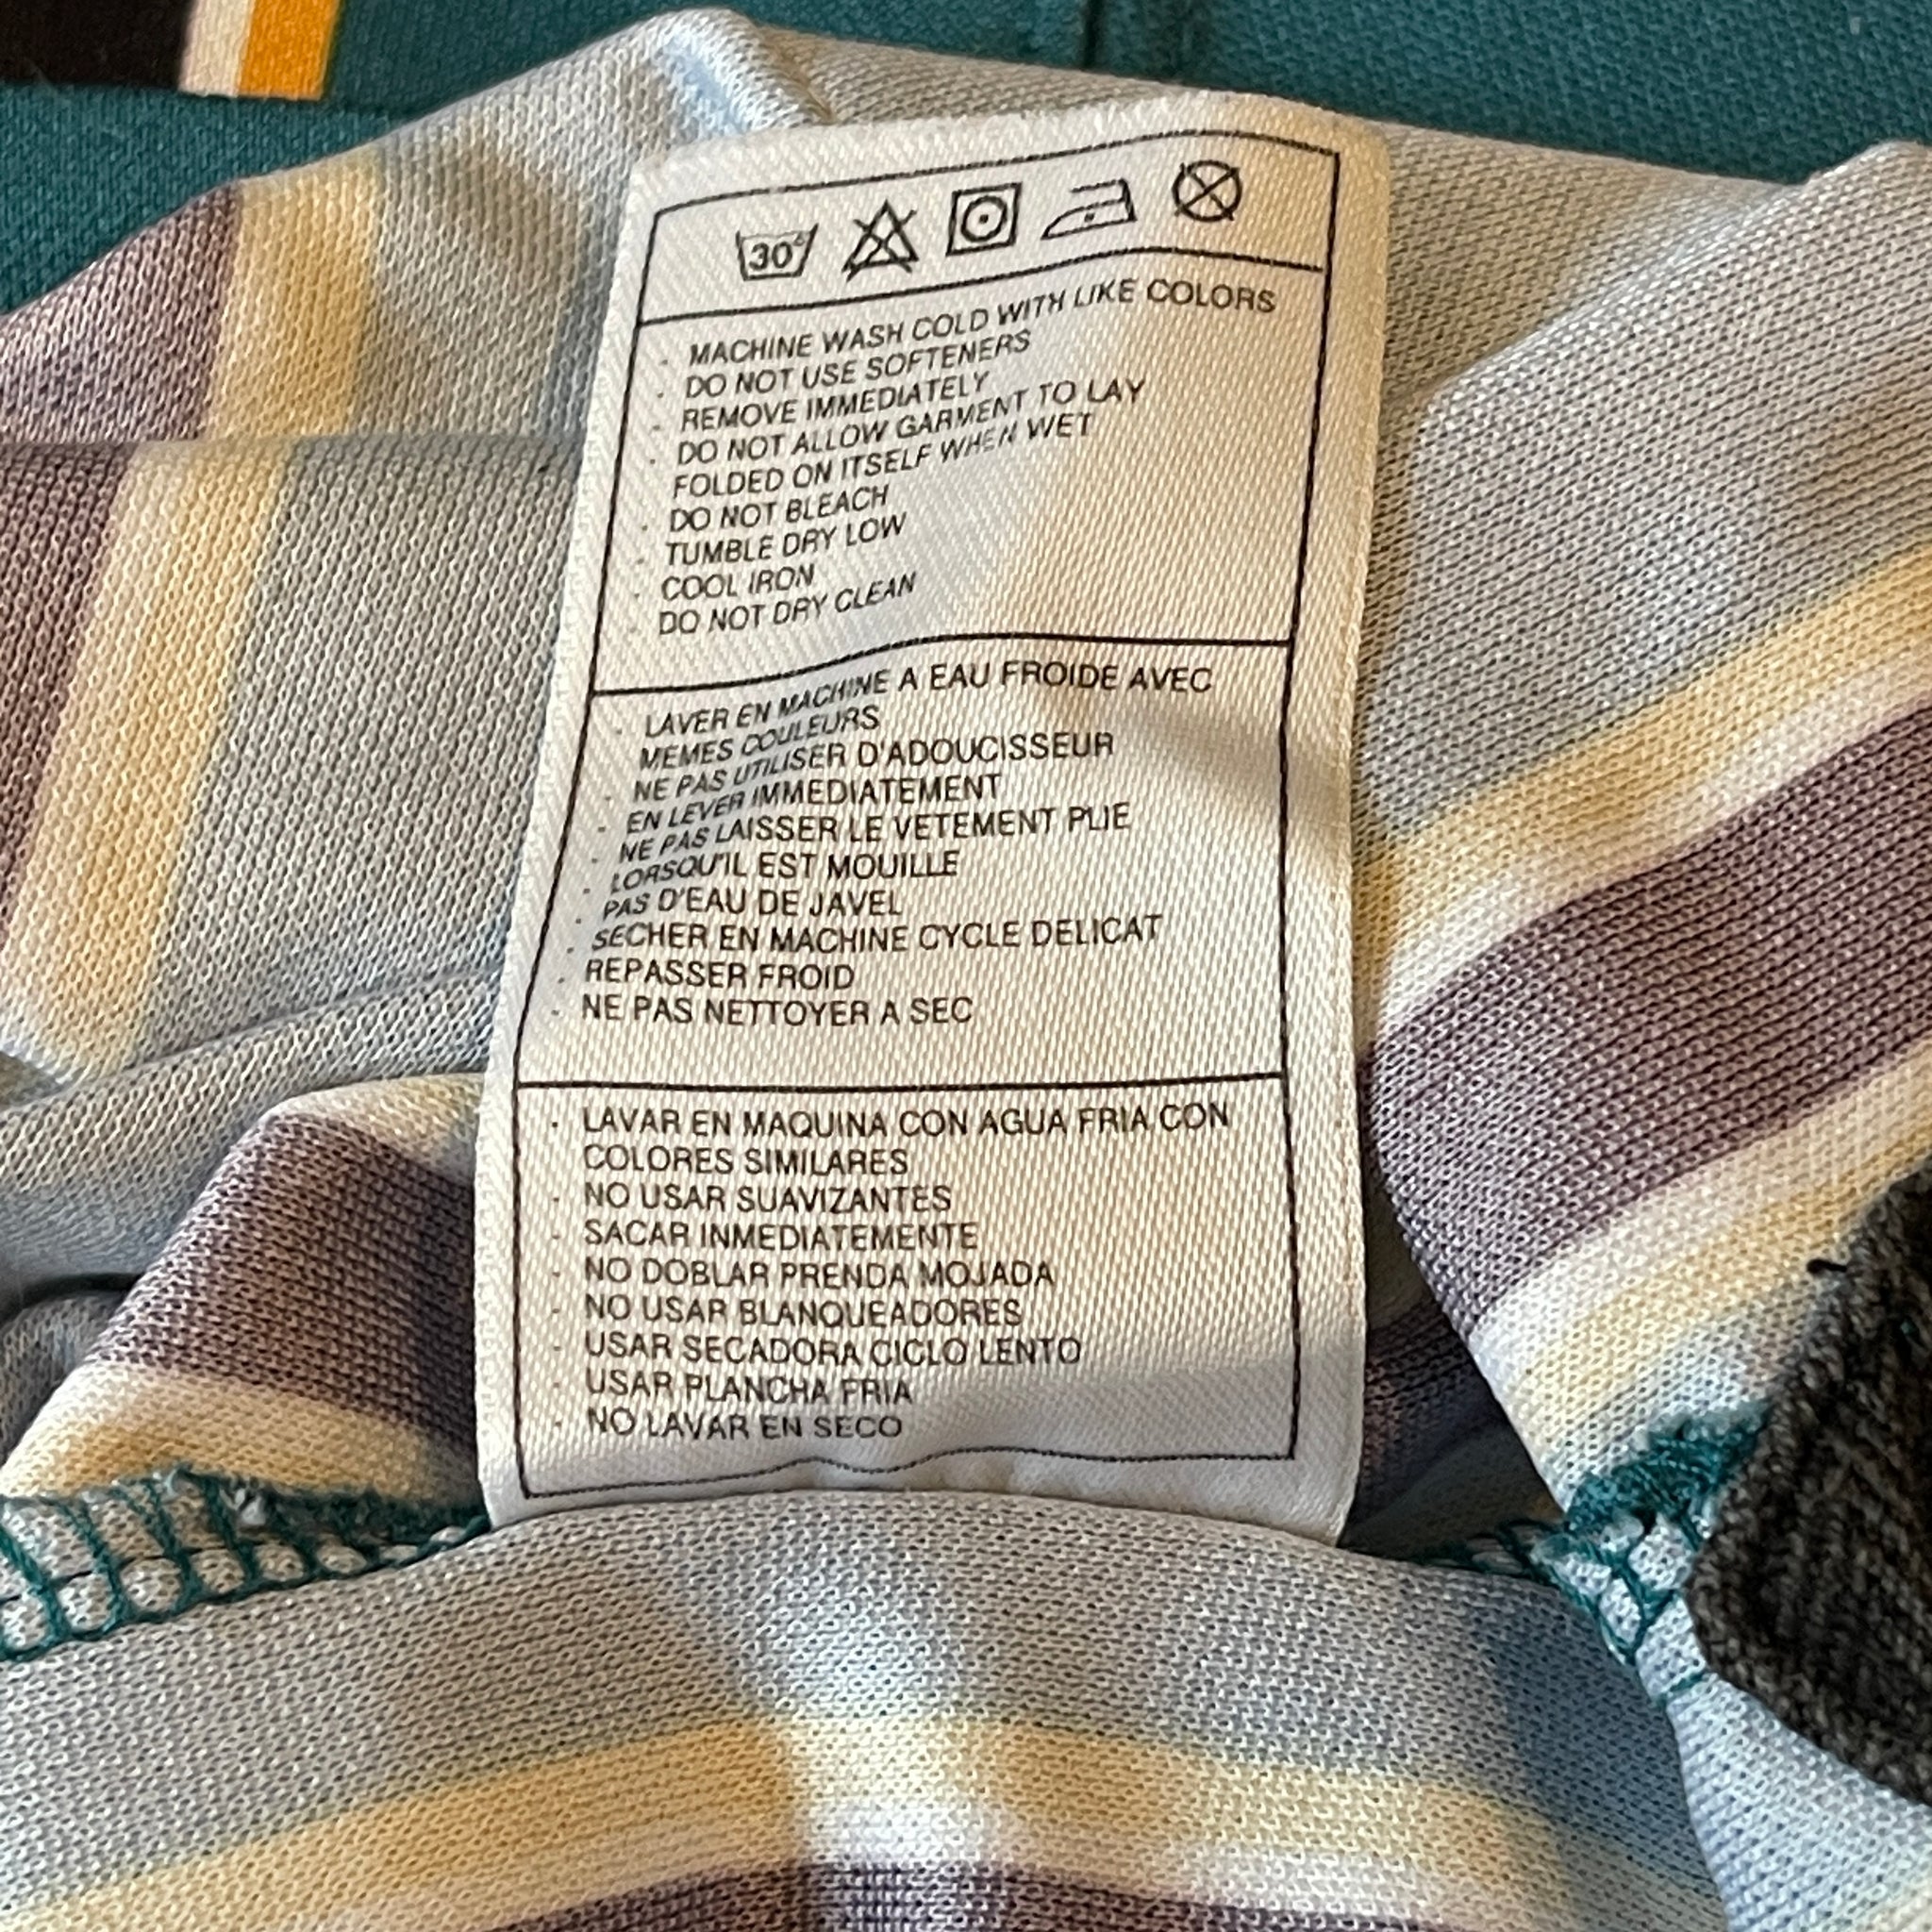 30°
. MACHINE WASH COLD WITH LIKE COLORS
. DO NOT USE SOFTENERS
. REMOVE IMMEDIATELY
. DO NOT ALLOW GARMENT TO LAY
FOLDED ON ITSELF WHEN WET
. DO NOT BLEACH
. TUMBLE DRY LOW
. COOL IRON
. DO NOT DRY CLEAN
. LAVER EN MACHINE A EAU FROIDE AVEC
MEMES COULEURS
. NE PAS UTILISER D'ADOUCISSEUR
. EN LEVER IMMEDIATEMENT
. NE PAS LAISSER LE VETEMENT PLIE
. LORSQU'IL EST MOUILLE
. PAS D'EAU DE JAVEL
. SECHER EN MACHINE CYCLE DELICAT
. REPASSER FROID
. NE PAS NETTOYER A SEC
. LAVAR EN MAQUINA CON AGUA FRIA CON
COLORES SIMILARES
. NO USAR SUAVIZANTES
. SACAR INMEDIATEMENTE
. NO DOBLAR PRENDA MOJADA
. NO USAR BLANQUEADORES
. USAR SECADORA CICLO LENTO
. USAR PLANCHA FRIA
. NO LAVAR EN SECO